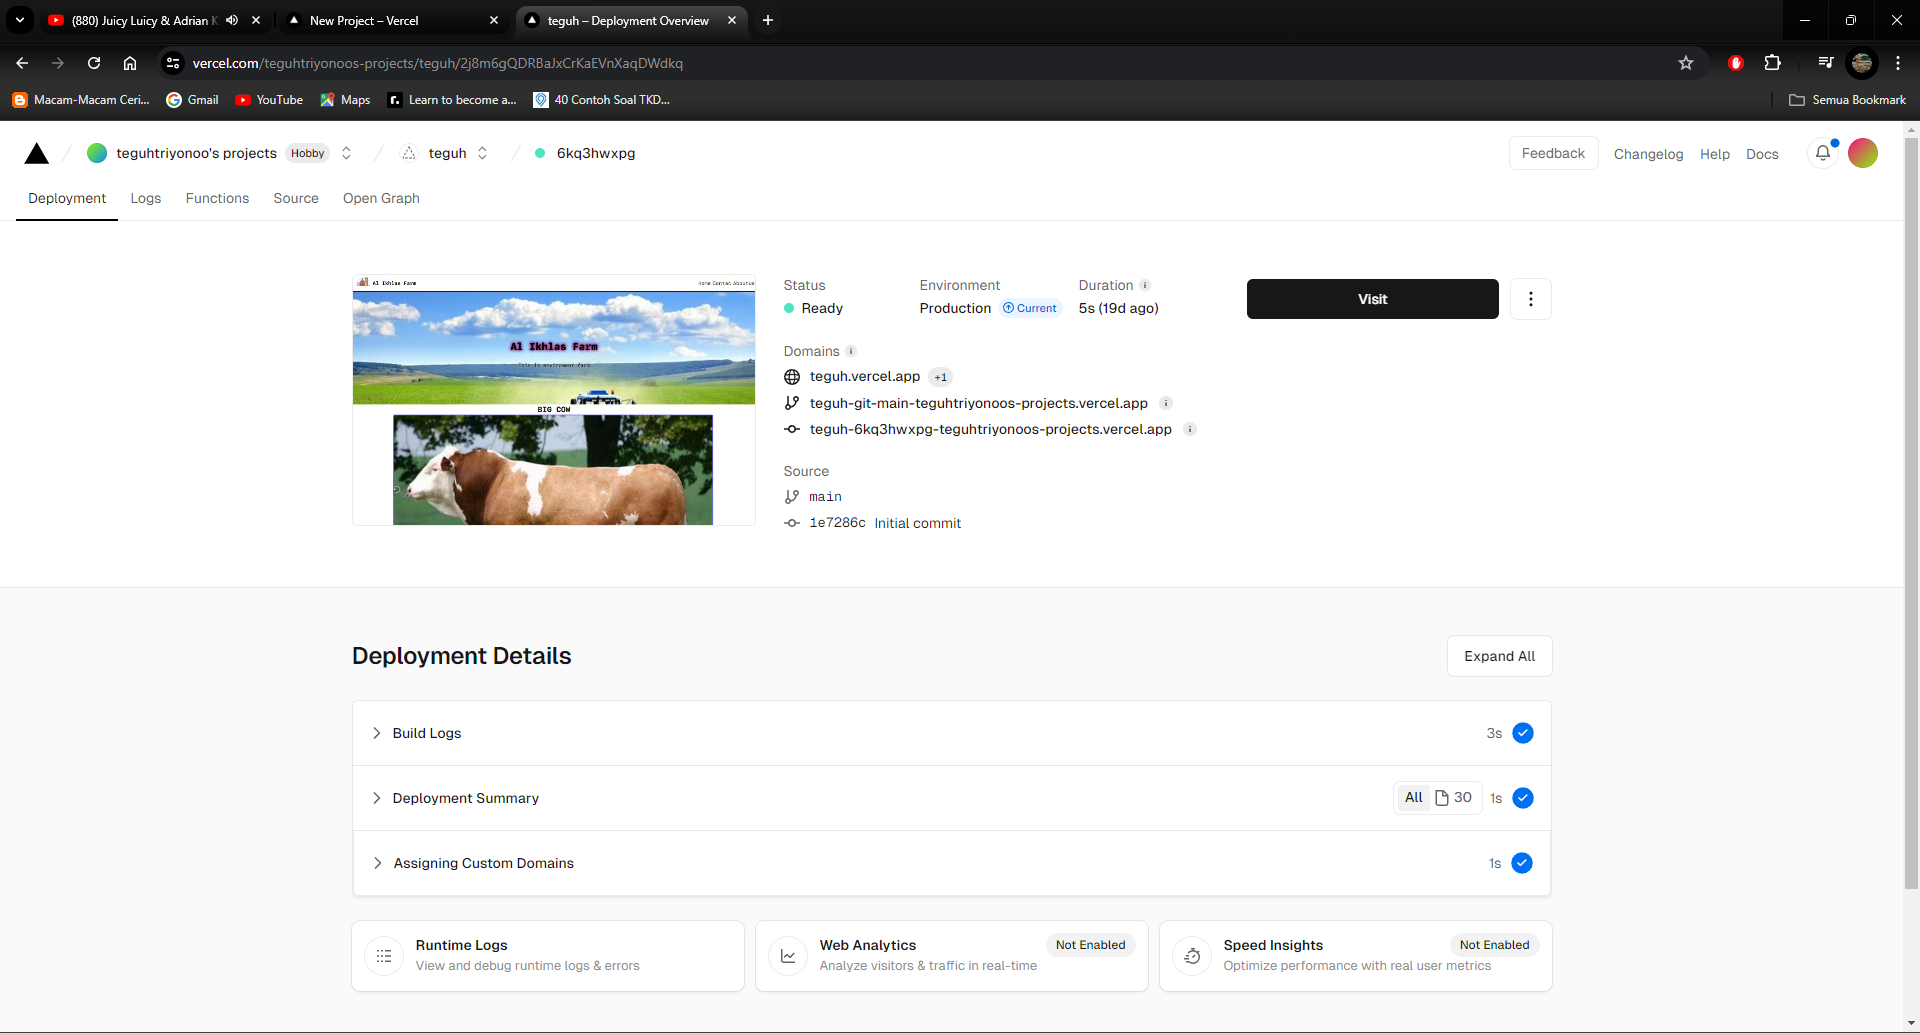 (880) Juicy Luicy & Adrian K
New Project – Vercel
teguh – Deployment Overview
vercel.com/teguhtriyonoos-projects/teguh/2j8m6gQDRBaJxCrKaEVnXaqDWdkq
Macam-Macam Ceri...
Gmail
YouTube
Maps
Learn to become a...
40 Contoh Soal TKD...
Semua Bookmark
teguhtriyonoo's projects Hobby
teguh
6kq3hwxpg
Feedback
Changelog
Help
Docs
Deployment
Logs
Functions
Source
Open Graph
Al Ikhlas Farm
Home Contac Aboutus
Al Ikhlas Farm
This is enviroment farm
BIG COW
Status
Ready
Environment
Production Current
Duration
5s (19d ago)
Visit
Domains
teguh.vercel.app +1
teguh-git-main-teguhtriyonoos-projects.vercel.app
teguh-6kq3hwxpg-teguhtriyonoos-projects.vercel.app
Source
main
1e7286c Initial commit
Deployment Details
Expand All
Build Logs
3s
Deployment Summary
All 30 1s
Assigning Custom Domains
1s
Runtime Logs
View and debug runtime logs & errors
Web Analytics
Not Enabled
Analyze visitors & traffic in real-time
Speed Insights
Not Enabled
Optimize performance with real user metrics